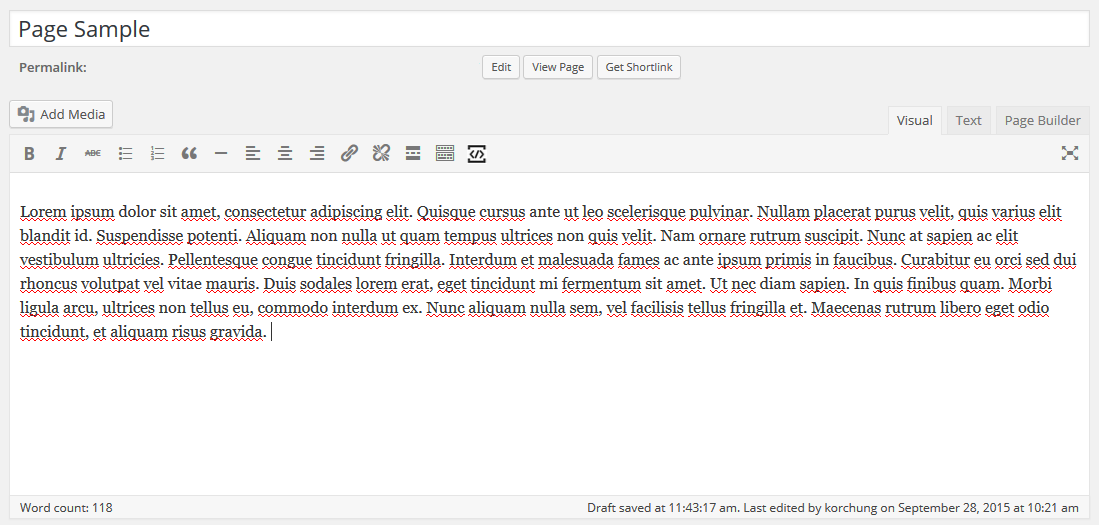 Page Sample
Permalink: Edit View Page Get Shortlink
Add Media Visual Text Page Builder
B I ABC
Lorem ipsum dolor sit amet, consectetur adipiscing elit. Quisque cursus ante ut leo scelerisque pulvinar. Nullam placerat purus velit, quis varius elit
blandit id. Suspendisse potenti. Aliquam non nulla ut quam tempus ultrices non quis velit. Nam ornare rutrum suscipit. Nunc at sapien ac elit
vestibulum ultricies. Pellentesque congue tincidunt fringilla. Interdum et malesuada fames ac ante ipsum primis in faucibus. Curabitur eu orci sed dui
rhoncus volutpat vel vitae mauris. Duis sodales lorem erat, eget tincidunt mi fermentum sit amet. Ut nec diam sapien. In quis finibus quam. Morbi
ligula arcu, ultrices non tellus eu, commodo interdum ex. Nunc aliquam nulla sem, vel facilisis tellus fringilla et. Maecenas rutrum libero eget odio
tincidunt, et aliquam risus gravida.
Word count: 118 Draft saved at 11:43:17 am. Last edited by korchung on September 28, 2015 at 10:21 am